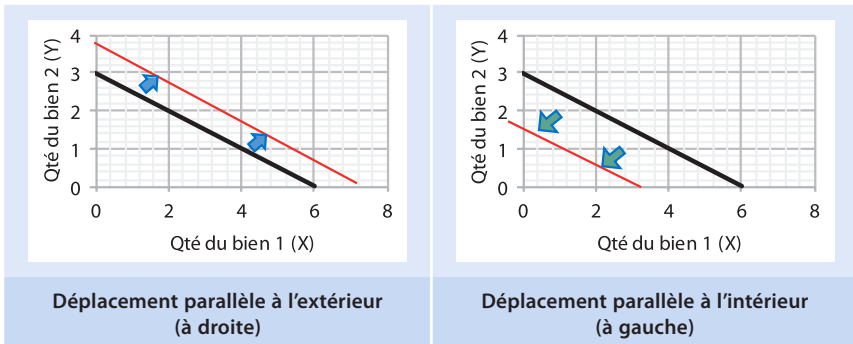 Qté du bien 2 (Y)
4
3
2
1
0
0 2 4 6 8
Qté du bien 1 (X)
Déplacement parallèle à l'extérieur
(à droite)
Qté du bien 2 (Y)
4
3
2
1
0
0 2 4 6 8
Qté du bien 1 (X)
Déplacement parallèle à l'intérieur
(à gauche)